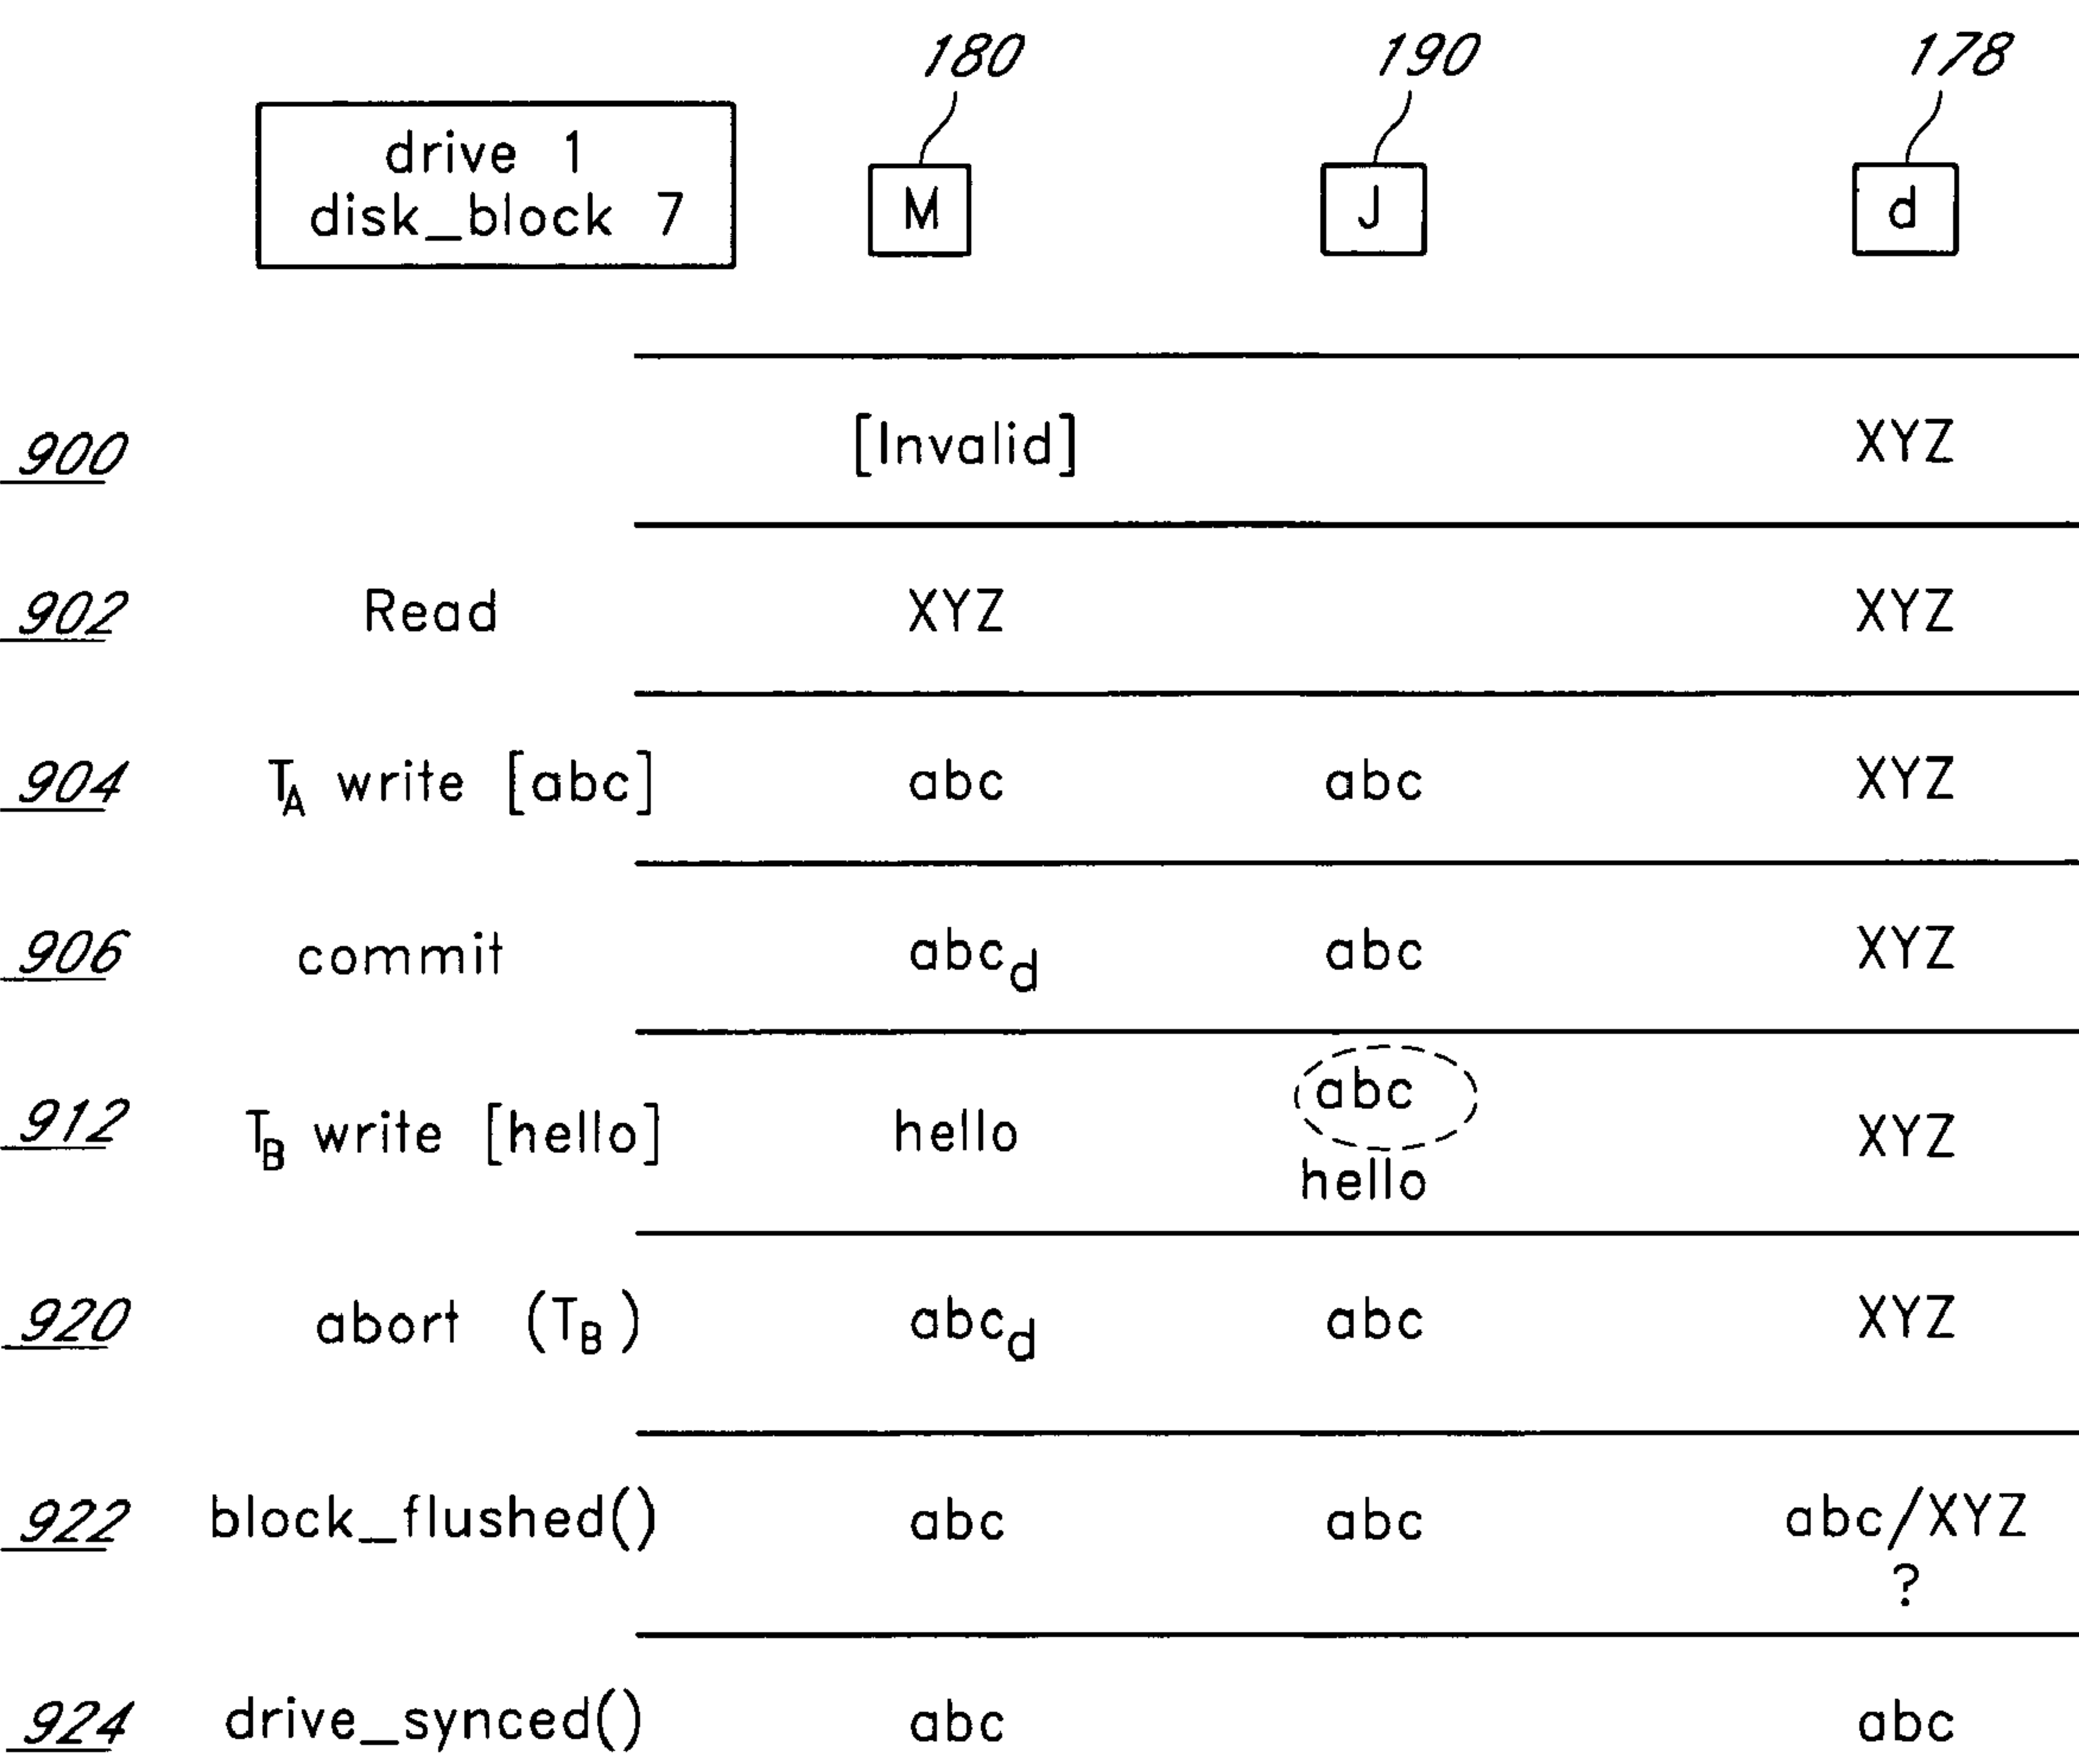 180 190 178
drive 1
disk_block 7
M J d
900 [Invalid] XYZ
902 Read XYZ XYZ
904 TA write [abc] abc abc XYZ
906 commit abcd abc XYZ
abc
912 TB write [hello] hello XYZ
hello
920 abort (TB) abcd abc XYZ
922 block_flushed() abc abc abc/XYZ
?
924 drive_synced() abc abc